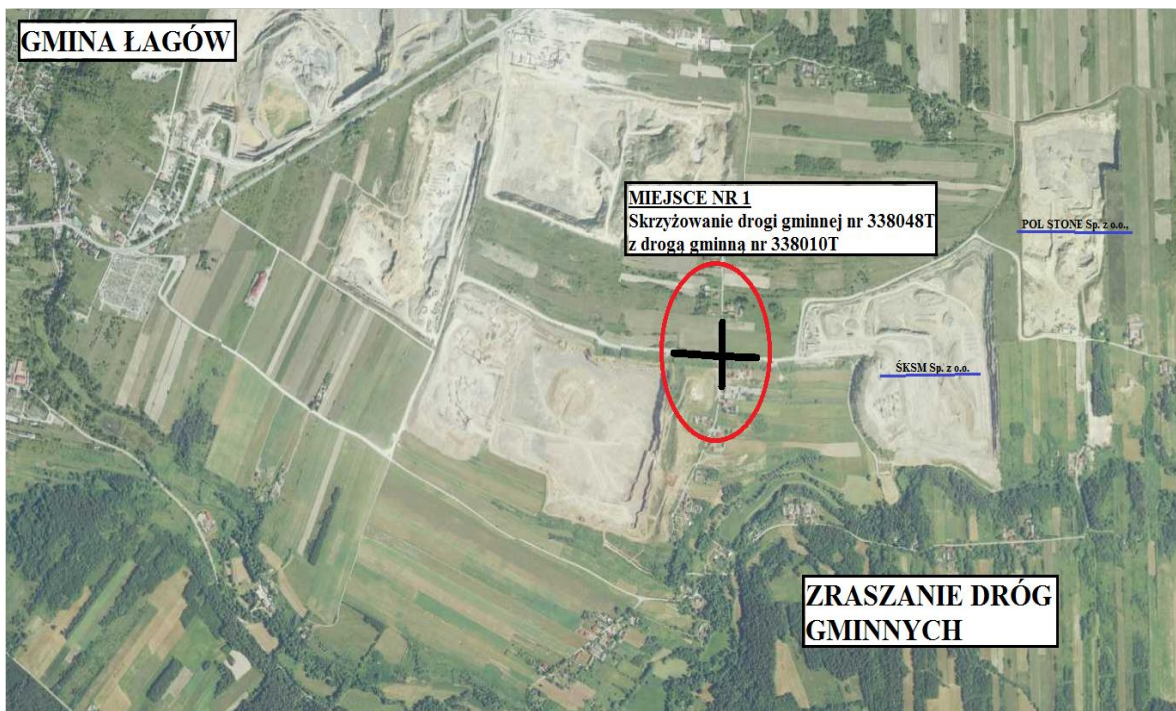 GMINA ŁAGÓW
MIEJSCE NR 1
Skrzyżowanie drogi gminnej nr 338048T
z drogą gminną nr 338010T
POL STONE Sp. z o.o.,
ŚKSM Sp. z o.o.
ZRASZANIE DRÓG
GMINNYCH